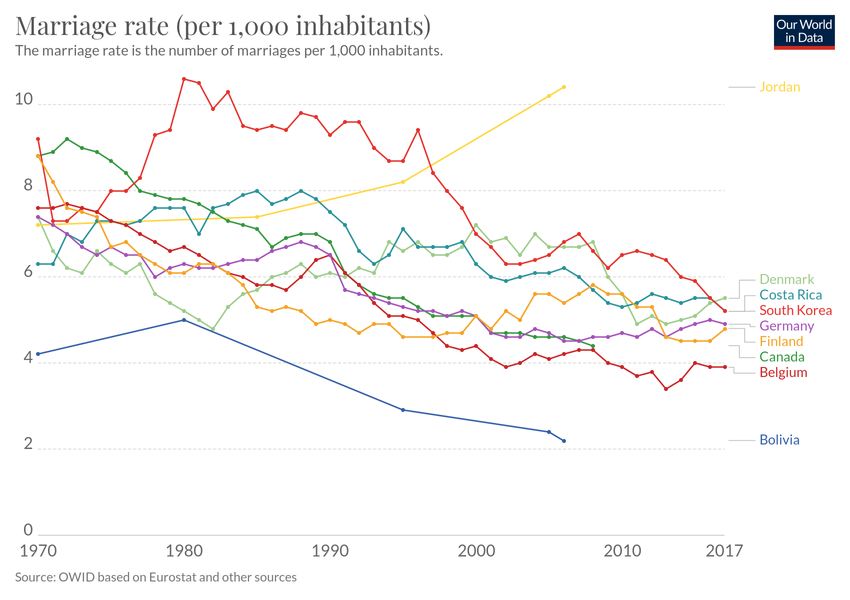 Marriage rate (per 1,000 inhabitants)
The marriage rate is the number of marriages per 1,000 inhabitants.
Our World
in Data
10
8
6
4
2
0
1970
1980
1990
2000
2010
2017
Jordan
Denmark
Costa Rica
South Korea
Germany
Finland
Canada
Belgium
Bolivia
Source: OWID based on Eurostat and other sources